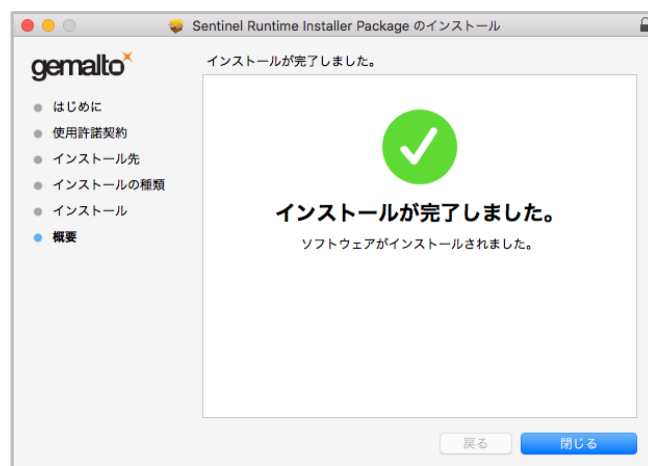 Sentinel Runtime Installer Package のインストール
gemalto
インストールが完了しました。
はじめに
使用許諾契約
インストール先
インストールの種類
インストール
概要
インストールが完了しました。
ソフトウェアがインストールされました。
戻る
閉じる